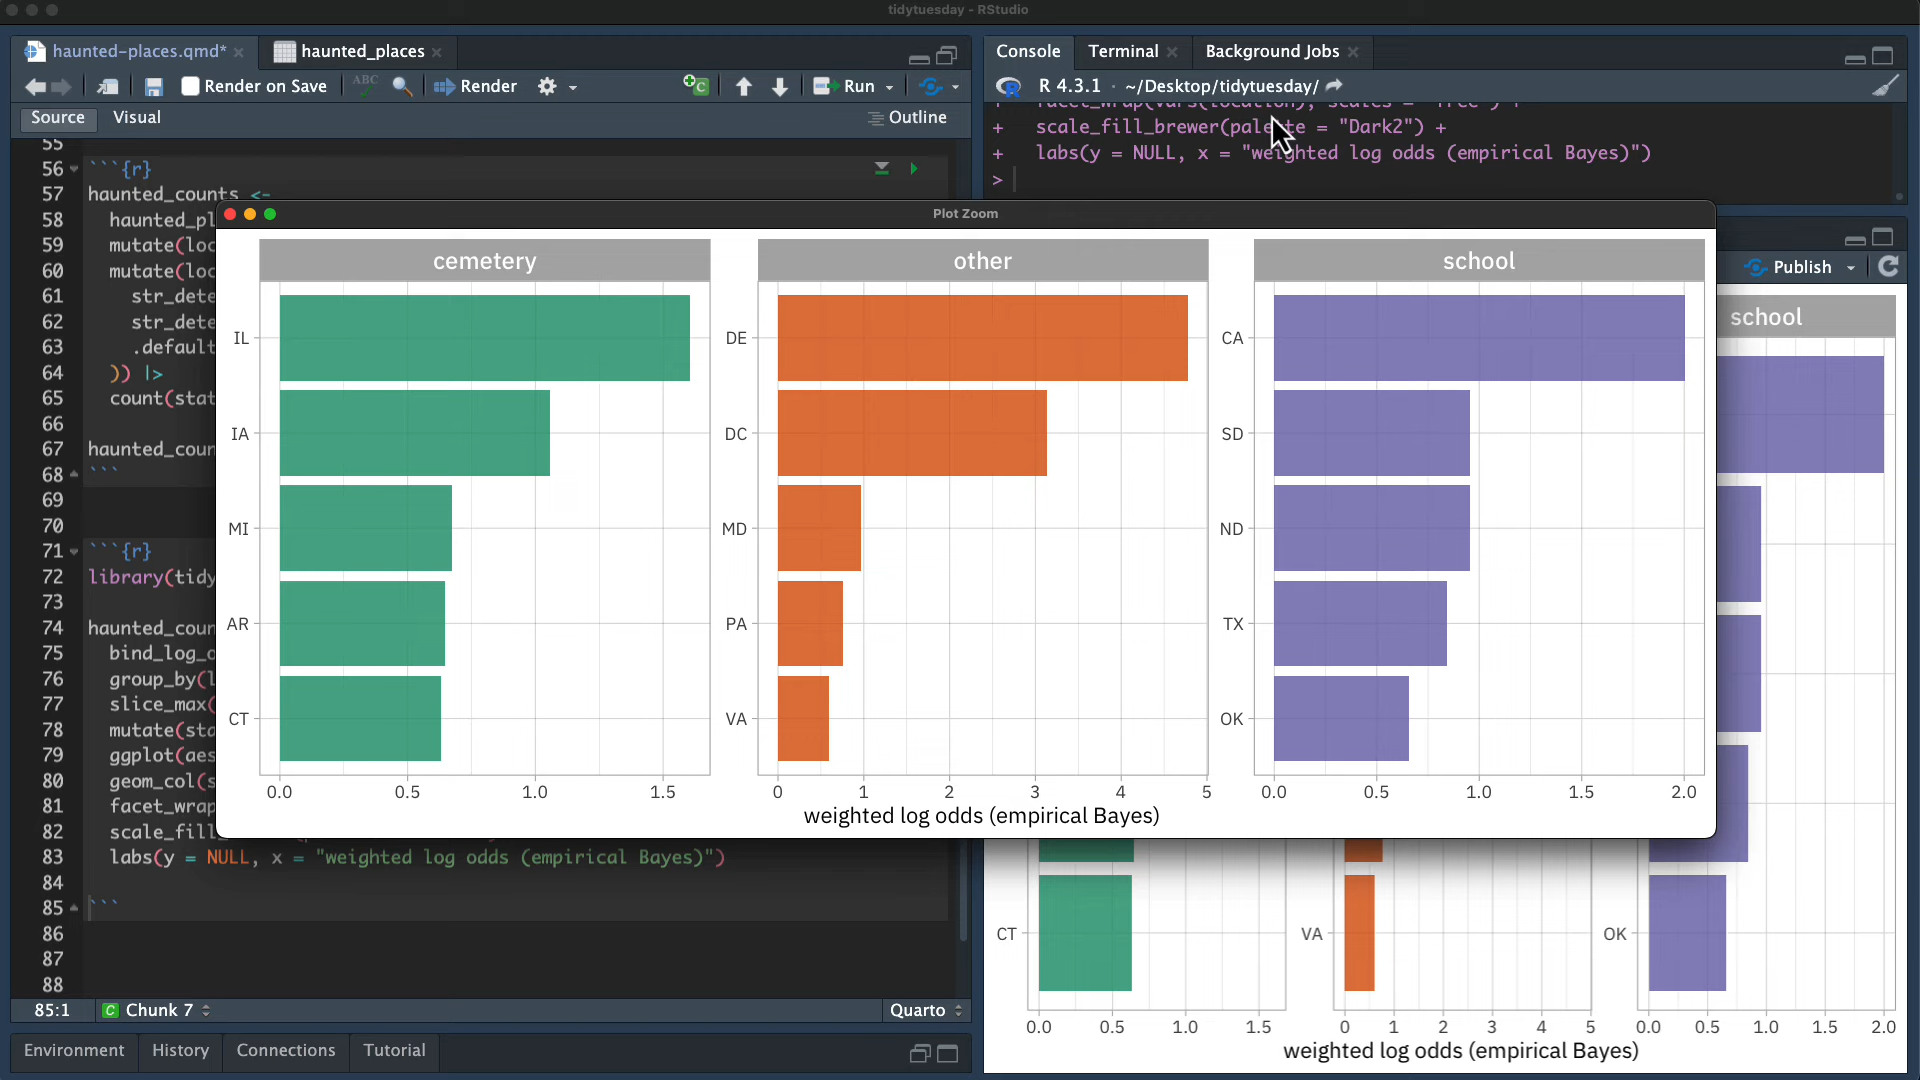 tidytuesday - RStudio
haunted-places.qmd*
haunted_places
Render on Save
ABC
Render
Run
Source
Visual
Outline
55
56 ```{r}
57 haunted_counts <-
58 haunted_pl
59 mutate(loc
60 mutate(loc
61 str_dete
62 str_dete
63 .default
64 )) |>
65 count(stat
66
67 haunted_coun
68 ```
69
70
71 ```{r}
72 library(tidy
73
74 haunted_coun
75 bind_log_o
76 group_by(l
77 slice_max(
78 mutate(sta
79 ggplot(aes
80 geom_col(s
81 facet_wrap
82 scale_fill_
83 labs(y = NULL, x = "weighted log odds (empirical Bayes)")
84
85 ```
86
87
88
85:1
C Chunk 7
Quarto
Environment
History
Connections
Tutorial
Console
Terminal
Background Jobs
R 4.3.1 · ~/Desktop/tidytuesday/
+ facet_wrap(vars(location), scales = "free") +
+ scale_fill_brewer(palette = "Dark2") +
+ labs(y = NULL, x = "weighted log odds (empirical Bayes)")
>
Plot Zoom
cemetery
other
school
IL
IA
MI
AR
CT
0.0 0.5 1.0 1.5
DE
DC
MD
PA
VA
0 1 2 3 4 5
CA
SD
ND
TX
OK
0.0 0.5 1.0 1.5 2.0
weighted log odds (empirical Bayes)
Publish
school
CT
VA
OK
0.0 0.5 1.0 1.5
0 1 2 3 4 5
0.0 0.5 1.0 1.5 2.0
weighted log odds (empirical Bayes)